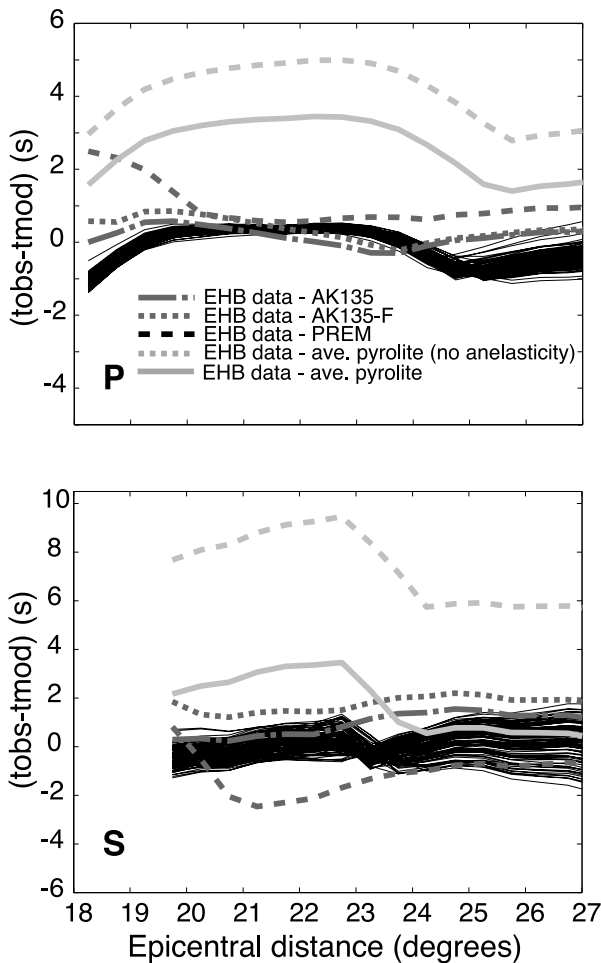 6
4
2
0
-2
-4
(tobs-tmod) (s)
EHB data - AK135
EHB data - AK135-F
EHB data - PREM
EHB data - ave. pyrolite (no anelasticity)
EHB data - ave. pyrolite
P
10
8
6
4
2
0
-2
-4
-6
(tobs-tmod) (s)
S
18 19 20 21 22 23 24 25 26 27
Epicentral distance (degrees)